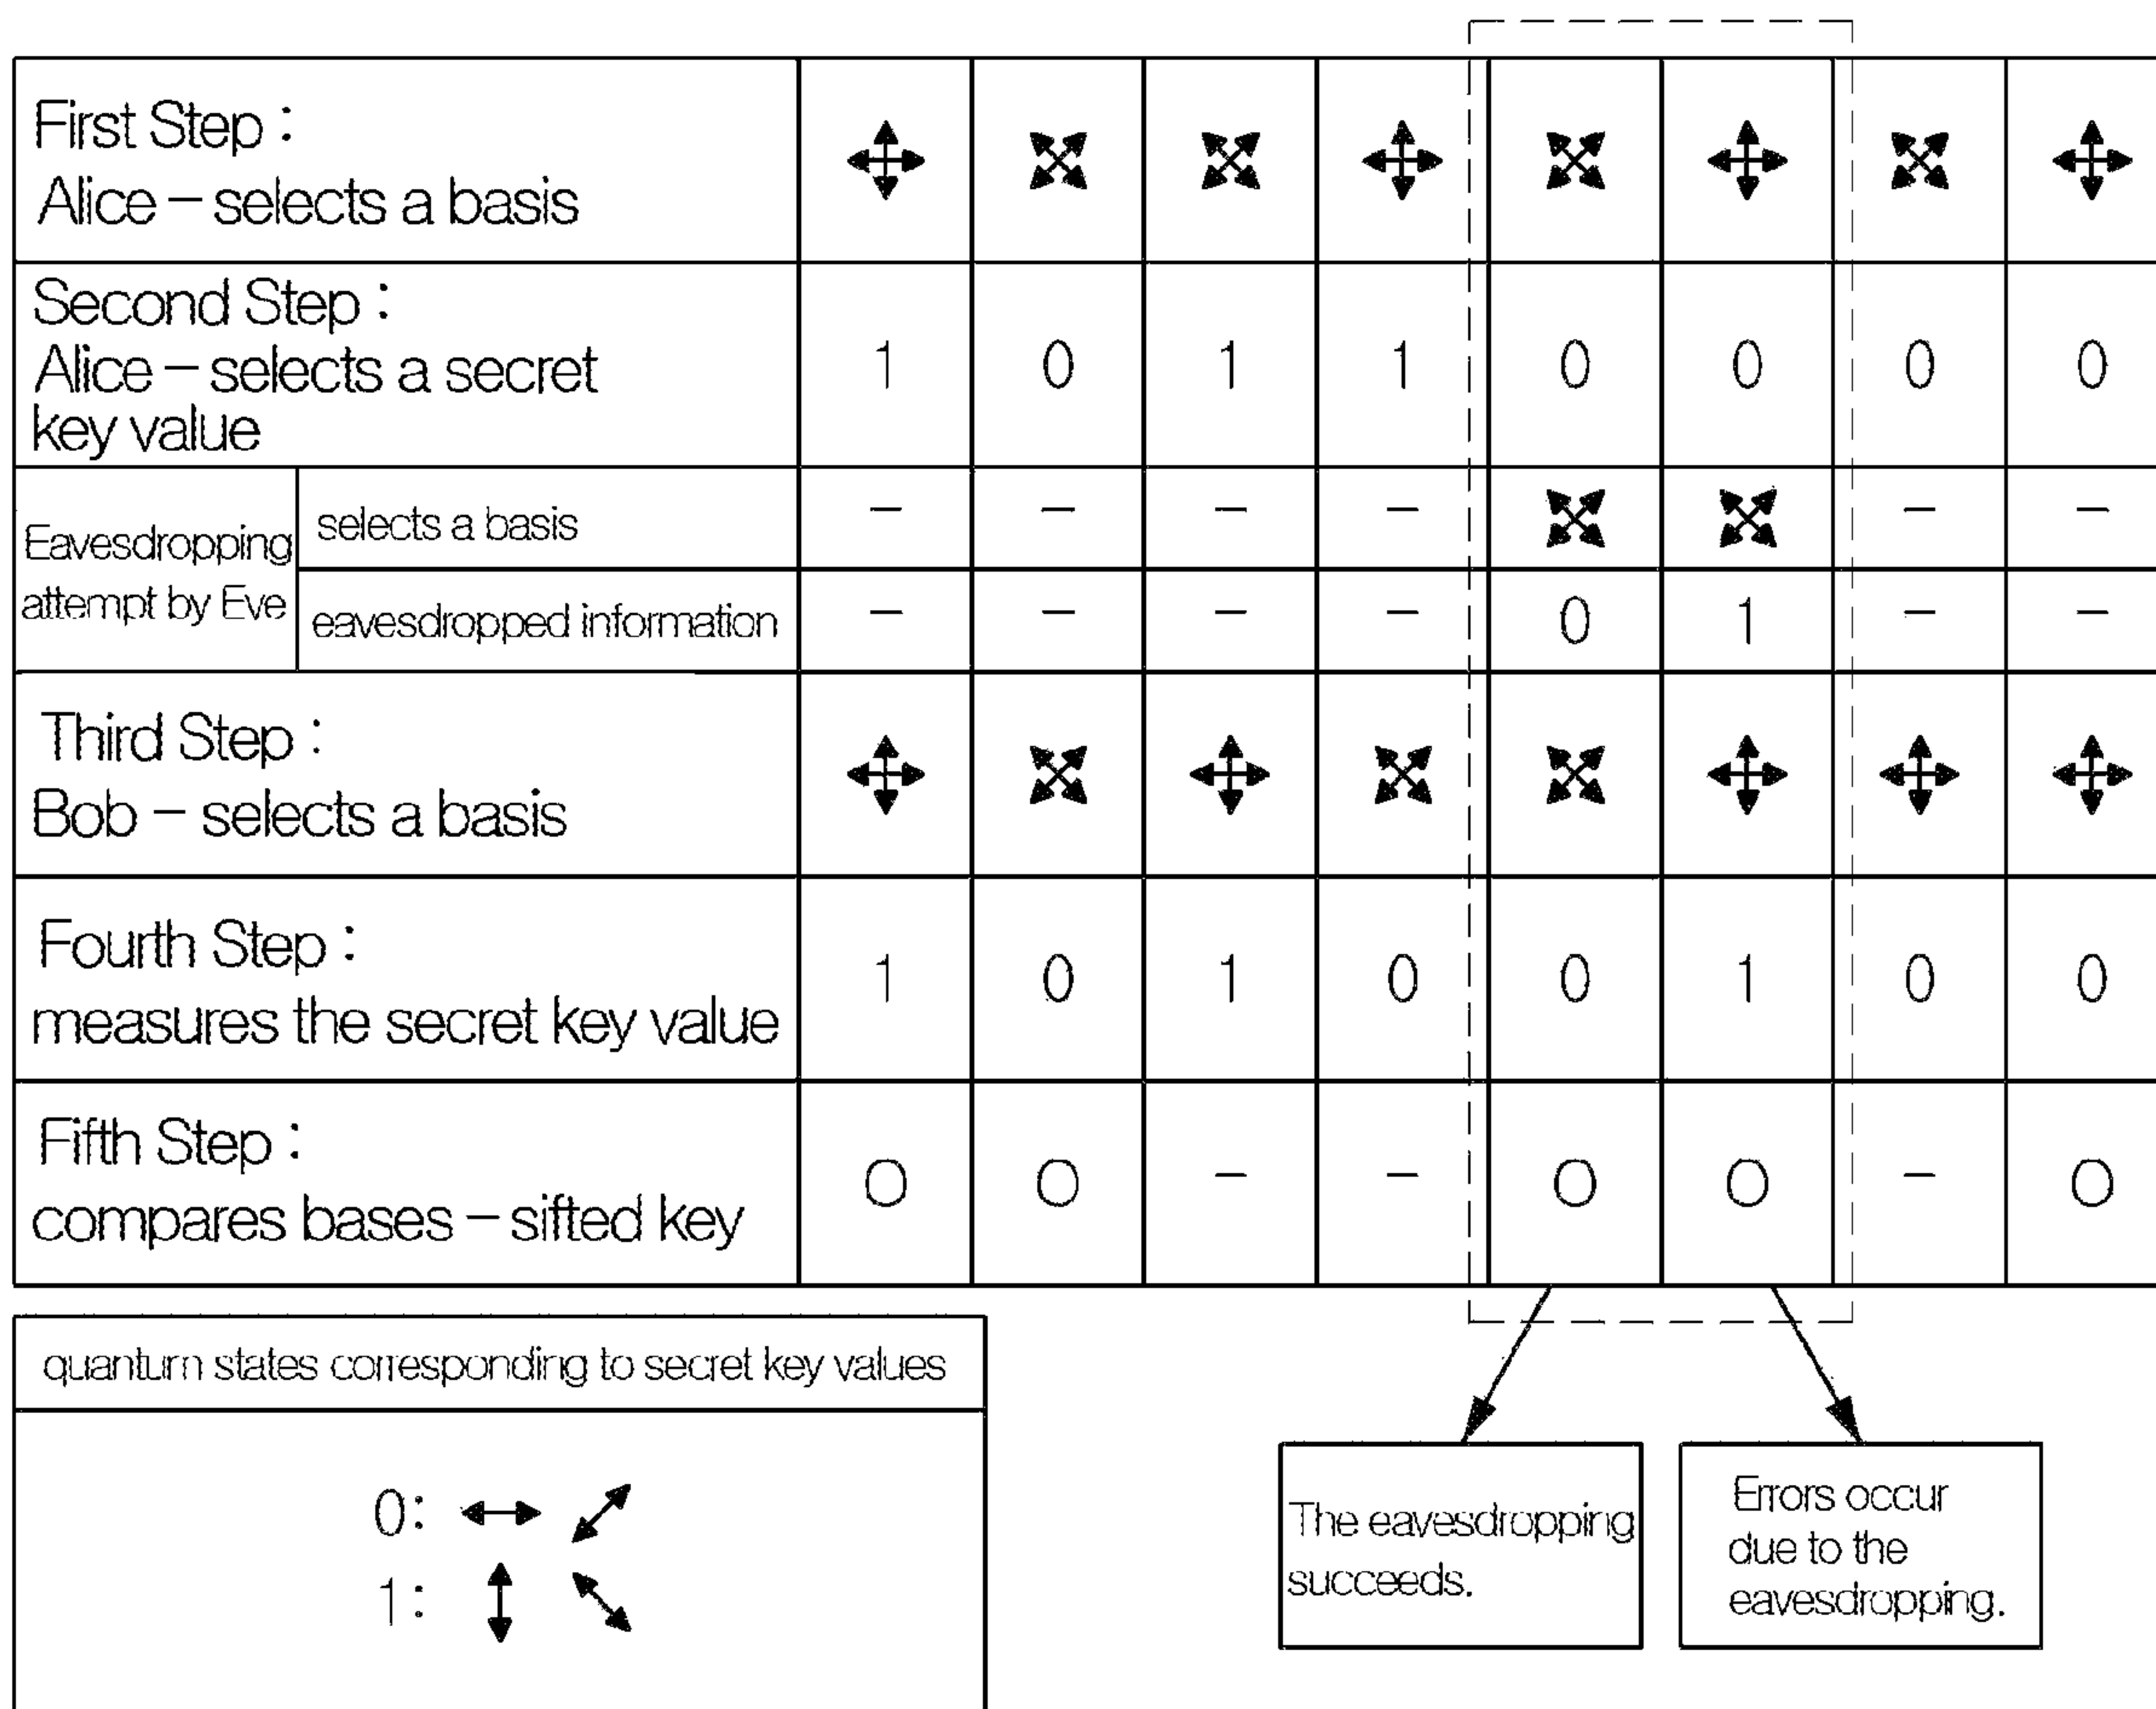 First Step :
Alice – selects a basis
Second Step :
Alice – selects a secret
key value
1 0 1 1 0 0 0 0
Eavesdropping
attempt by Eve
selects a basis
– – – – – –
eavesdropped information
– – – – 0 1 – –
Third Step :
Bob – selects a basis
Fourth Step :
measures the secret key value
1 0 1 0 0 1 0 0
Fifth Step :
compares bases – sifted key
O O – – O O – O
quantum states corresponding to secret key values
0:
1:
The eavesdropping
succeeds.
Errors occur
due to the
eavesdropping.